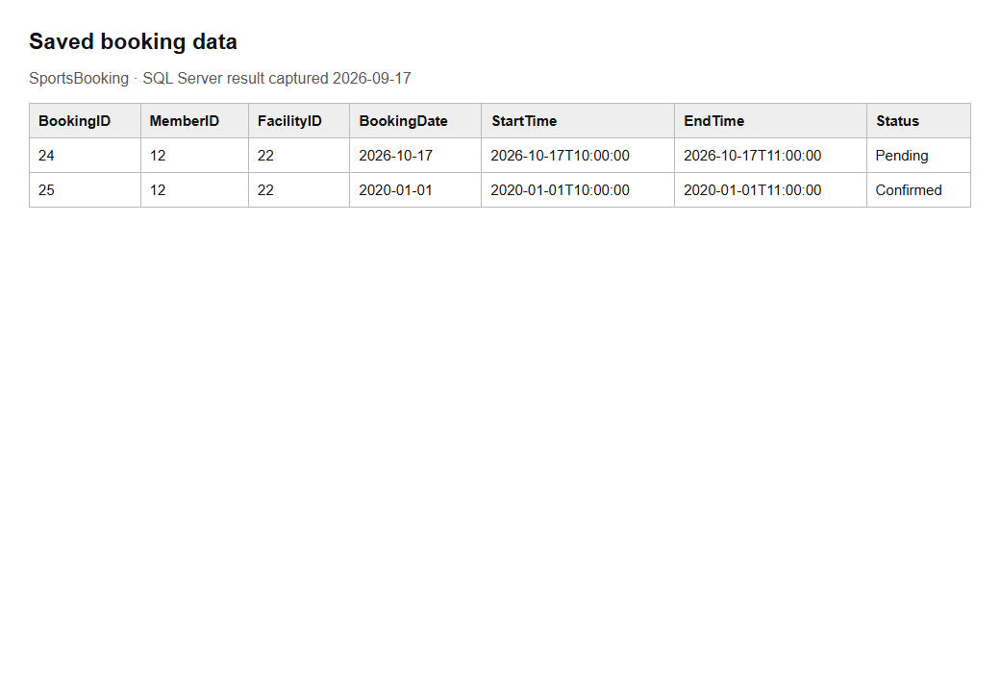 Saved booking data
SportsBooking · SQL Server result captured 2026-09-17
BookingID MemberID FacilityID BookingDate StartTime EndTime Status
24 12 22 2026-10-17 2026-10-17T10:00:00 2026-10-17T11:00:00 Pending
25 12 22 2020-01-01 2020-01-01T10:00:00 2020-01-01T11:00:00 Confirmed